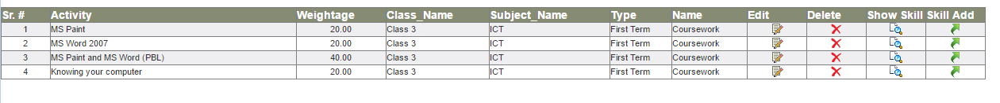 Sr. # Activity Weightage Class_Name Subject_Name Type Name Edit Delete Show Skill Skill Add
1 MS Paint 20.00 Class 3 ICT First Term Coursework
2 MS Word 2007 20.00 Class 3 ICT First Term Coursework
3 MS Paint and MS Word (PBL) 40.00 Class 3 ICT First Term Coursework
4 Knowing your computer 20.00 Class 3 ICT First Term Coursework